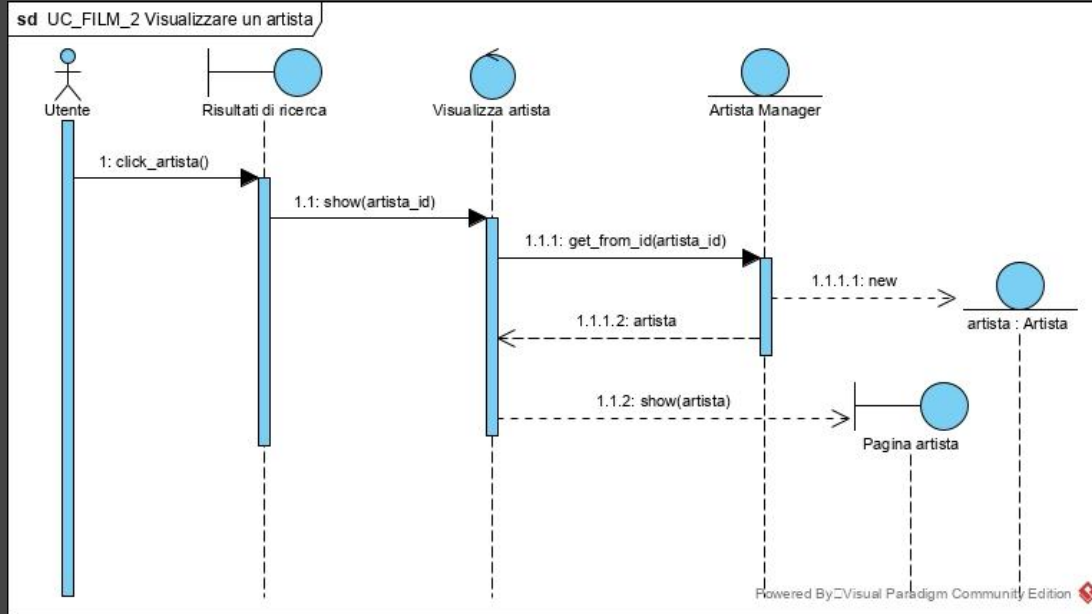 sd UC_FILM_2 Visualizzare un artista
Utente
Risultati di ricerca
Visualizza artista
Artista Manager
1: click_artista()
1.1: show(artista_id)
1.1.1: get_from_id(artista_id)
1.1.1.1: new
artista : Artista
1.1.1.2: artista
1.1.2: show(artista)
Pagina artista
Powered By Visual Paradigm Community Edition